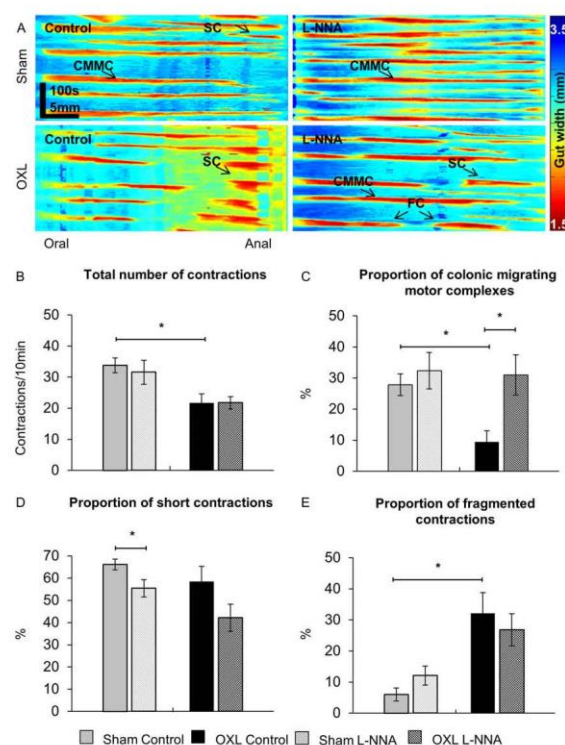 A
Control
SC
L-NNA
3.5
Sham
CMMC
CMMC
100s
5mm
Gut width (mm)
Control
L-NNA
OXL
SC
SC
CMMC
FC
1.5
Oral
Anal
B
Total number of contractions
C
Proportion of colonic migrating
motor complexes
Contractions/10min
50
40
30
20
10
0
*
%
50
40
30
20
10
0
*
*
D
Proportion of short contractions
E
Proportion of fragmented
contractions
%
70
60
50
40
30
20
10
0
*
%
50
40
30
20
10
0
*
Sham Control
OXL Control
Sham L-NNA
OXL L-NNA